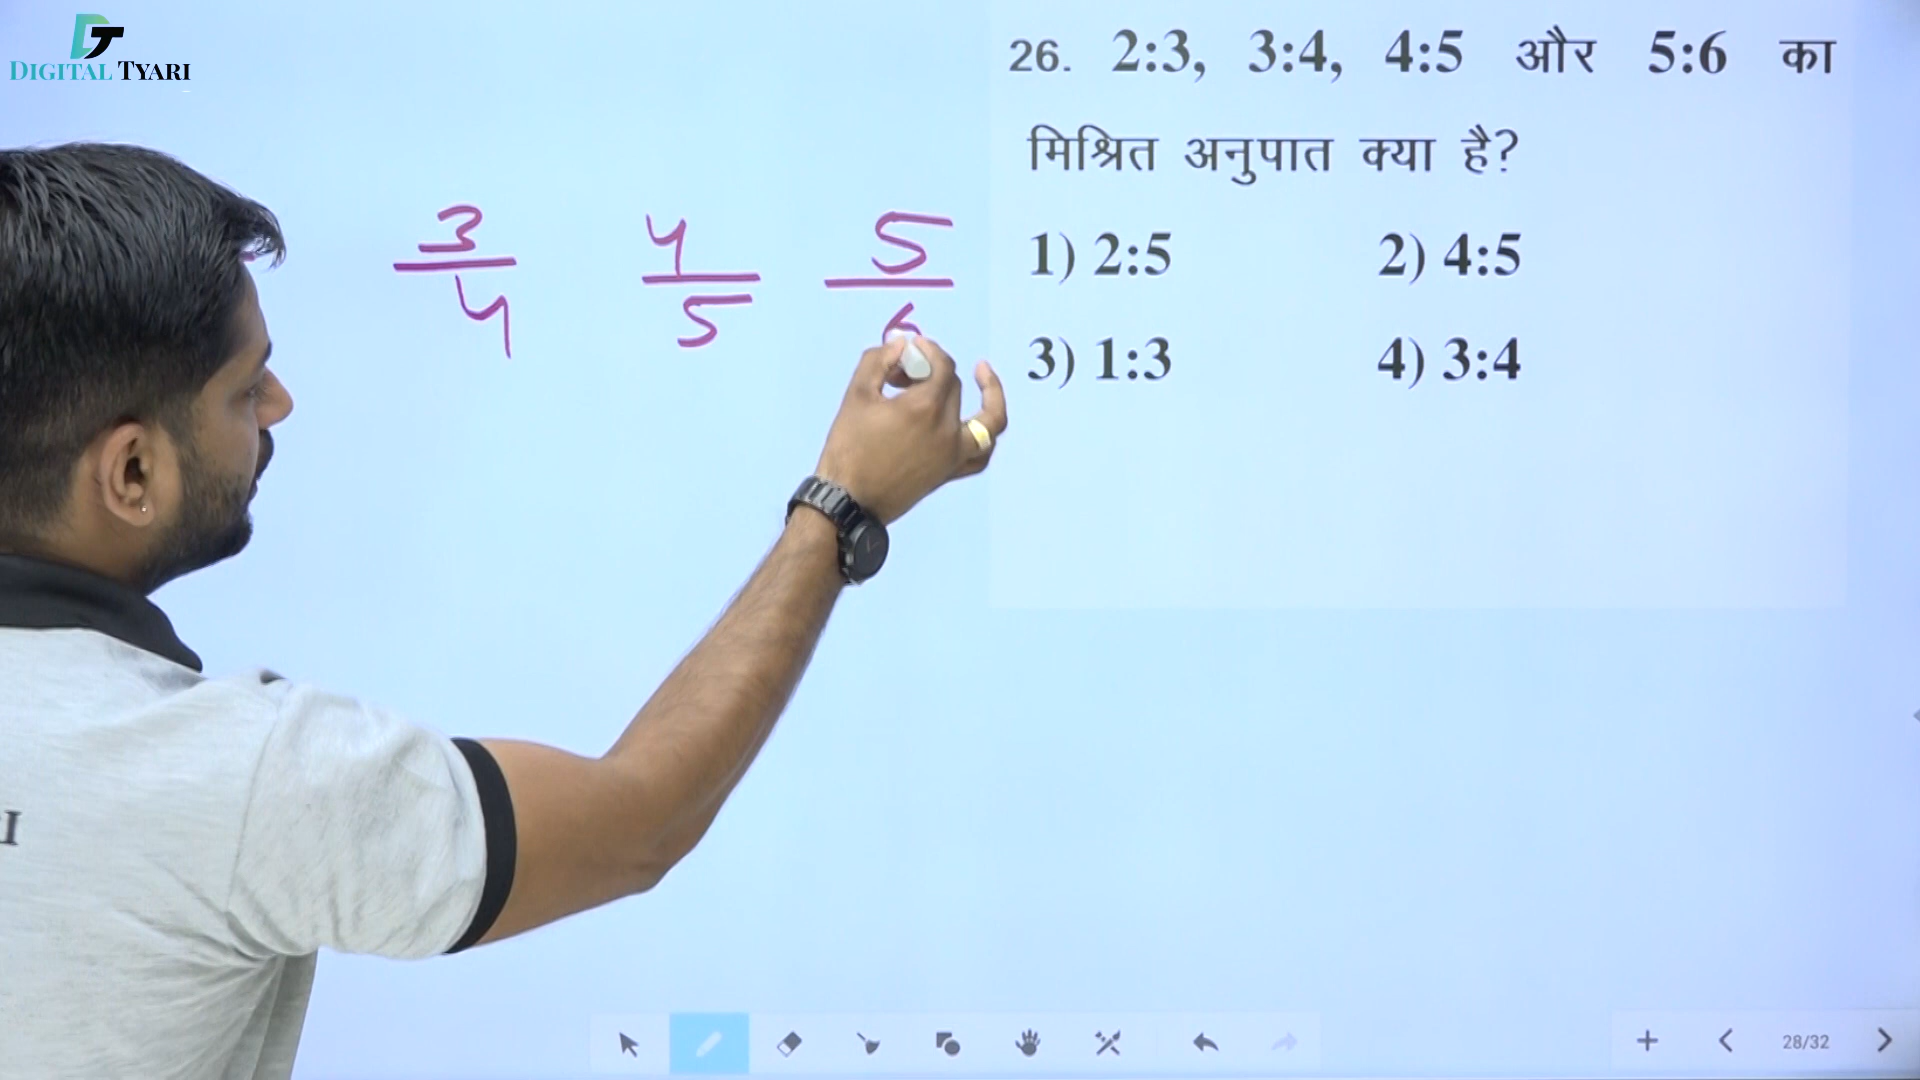 DT
DIGITAL TYARI
26. 2:3, 3:4, 4:5 और 5:6 का
मिश्रित अनुपात क्या है?
1) 2:5 2) 4:5
3) 1:3 4) 3:4
3/4 4/5 5/6
28/32